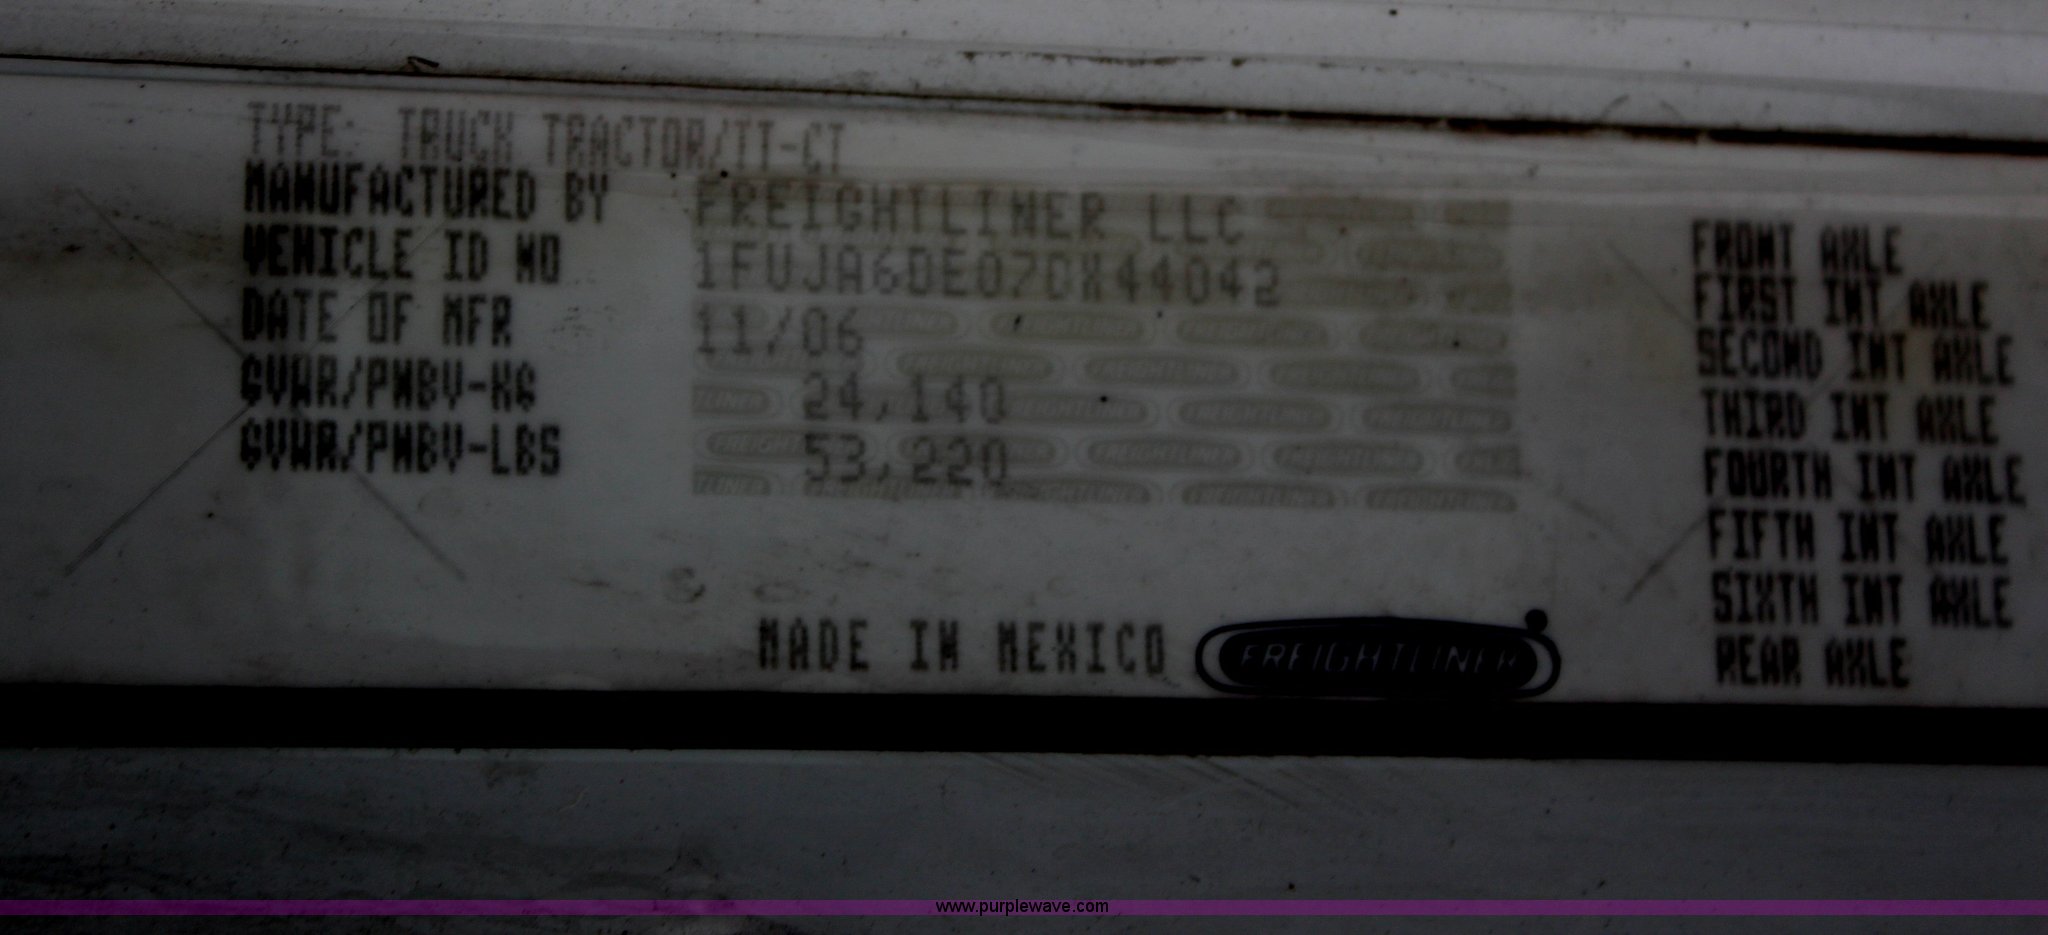 TYPE: TRUCK TRACTOR/TT-CT
MANUFACTURED BY FREIGHTLINER LLC
VEHICLE ID NO 1FUJA6DE07DX44042
DATE OF MFR 11/06
GVWR/PNBV-KG 24,140
GVWR/PNBV-LBS 53,220
MADE IN MEXICO FREIGHTLINER
FRONT AXLE
FIRST INT AXLE
SECOND INT AXLE
THIRD INT AXLE
FOURTH INT AXLE
FIFTH INT AXLE
SIXTH INT AXLE
REAR AXLE
www.purplewave.com